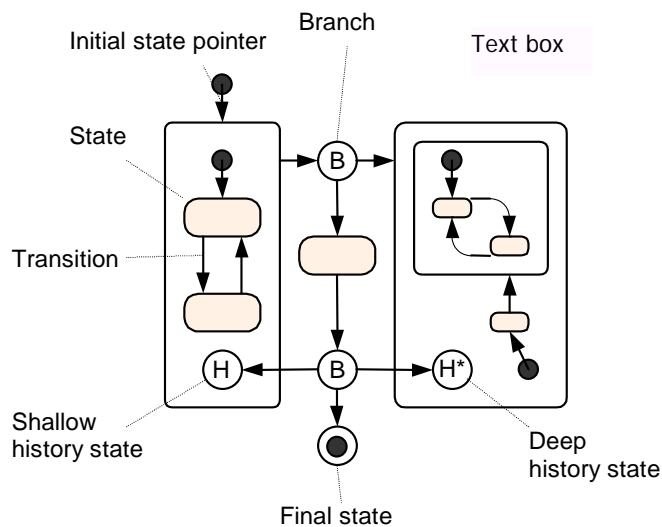 Branch
Initial state pointer
Text box
State
B
Transition
H
B
H*
Shallow
history state
Deep
history state
Final state